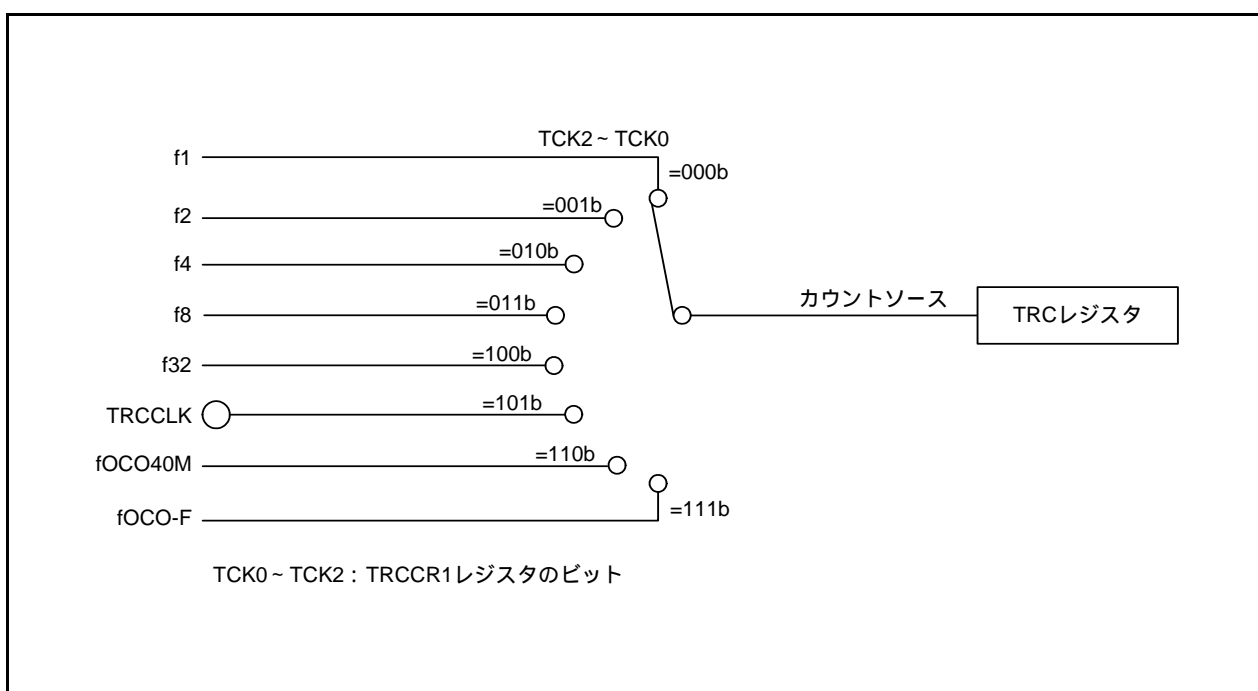 TCK2 ~ TCK0
f1
=000b
f2
=001b
f4
=010b
f8
=011b
カウントソース
TRCレジスタ
f32
=100b
TRCCLK
=101b
fOCO40M
=110b
fOCO-F
=111b
TCK0 ~ TCK2 : TRCCR1レジスタのビット